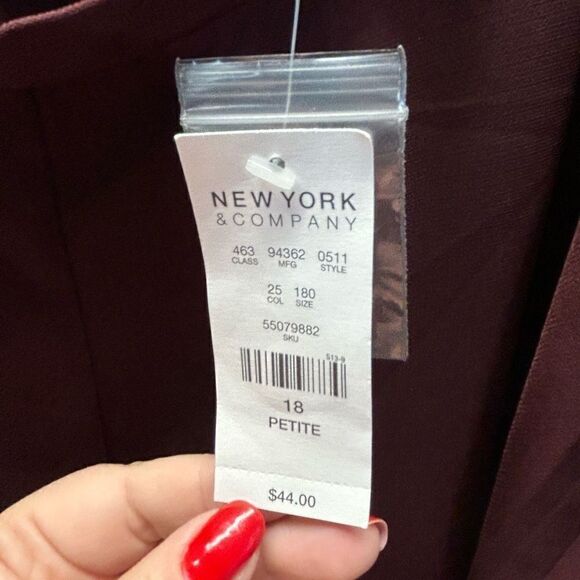 NEW YORK
& COMPANY
463 94362 0511
CLASS MFG STYLE
25 180
COL SIZE
55079882
SKU
S13-9
18
PETITE
$44.00